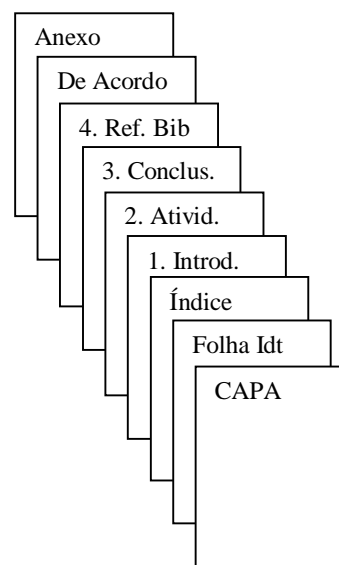 Anexo
De Acordo
4. Ref. Bib
3. Conclus.
2. Ativid.
1. Introd.
Índice
Folha Idt
CAPA